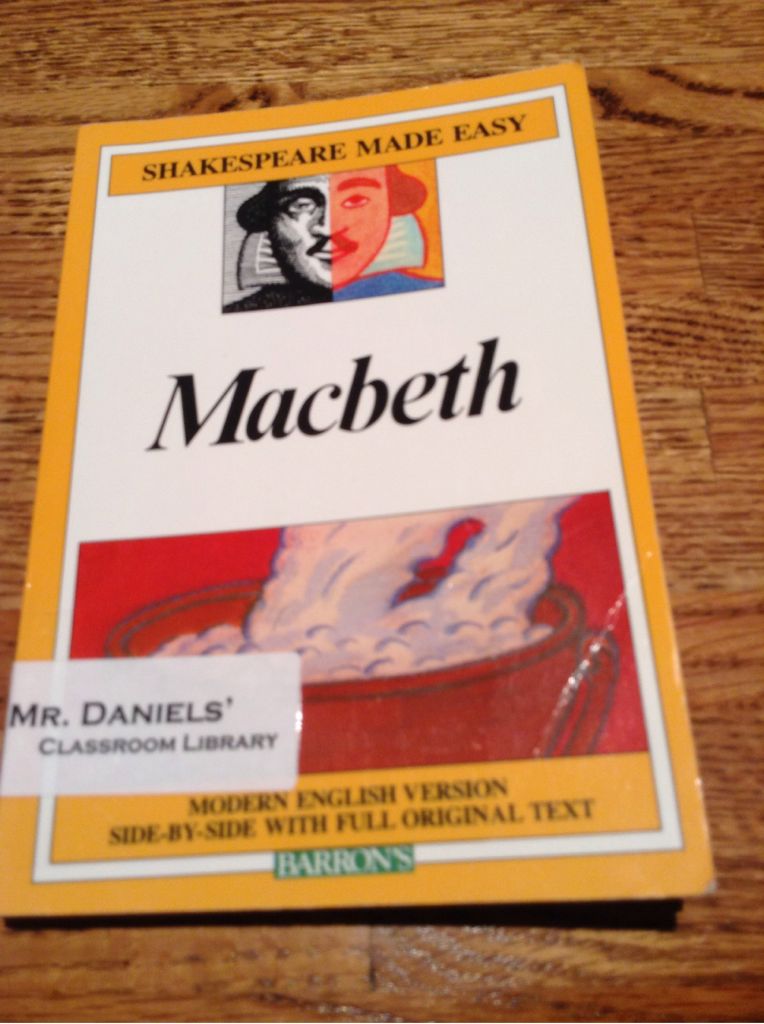 SHAKESPEARE MADE EASY
Macbeth
MR. DANIELS'
CLASSROOM LIBRARY
MODERN ENGLISH VERSION
SIDE-BY-SIDE WITH FULL ORIGINAL TEXT
BARRON'S